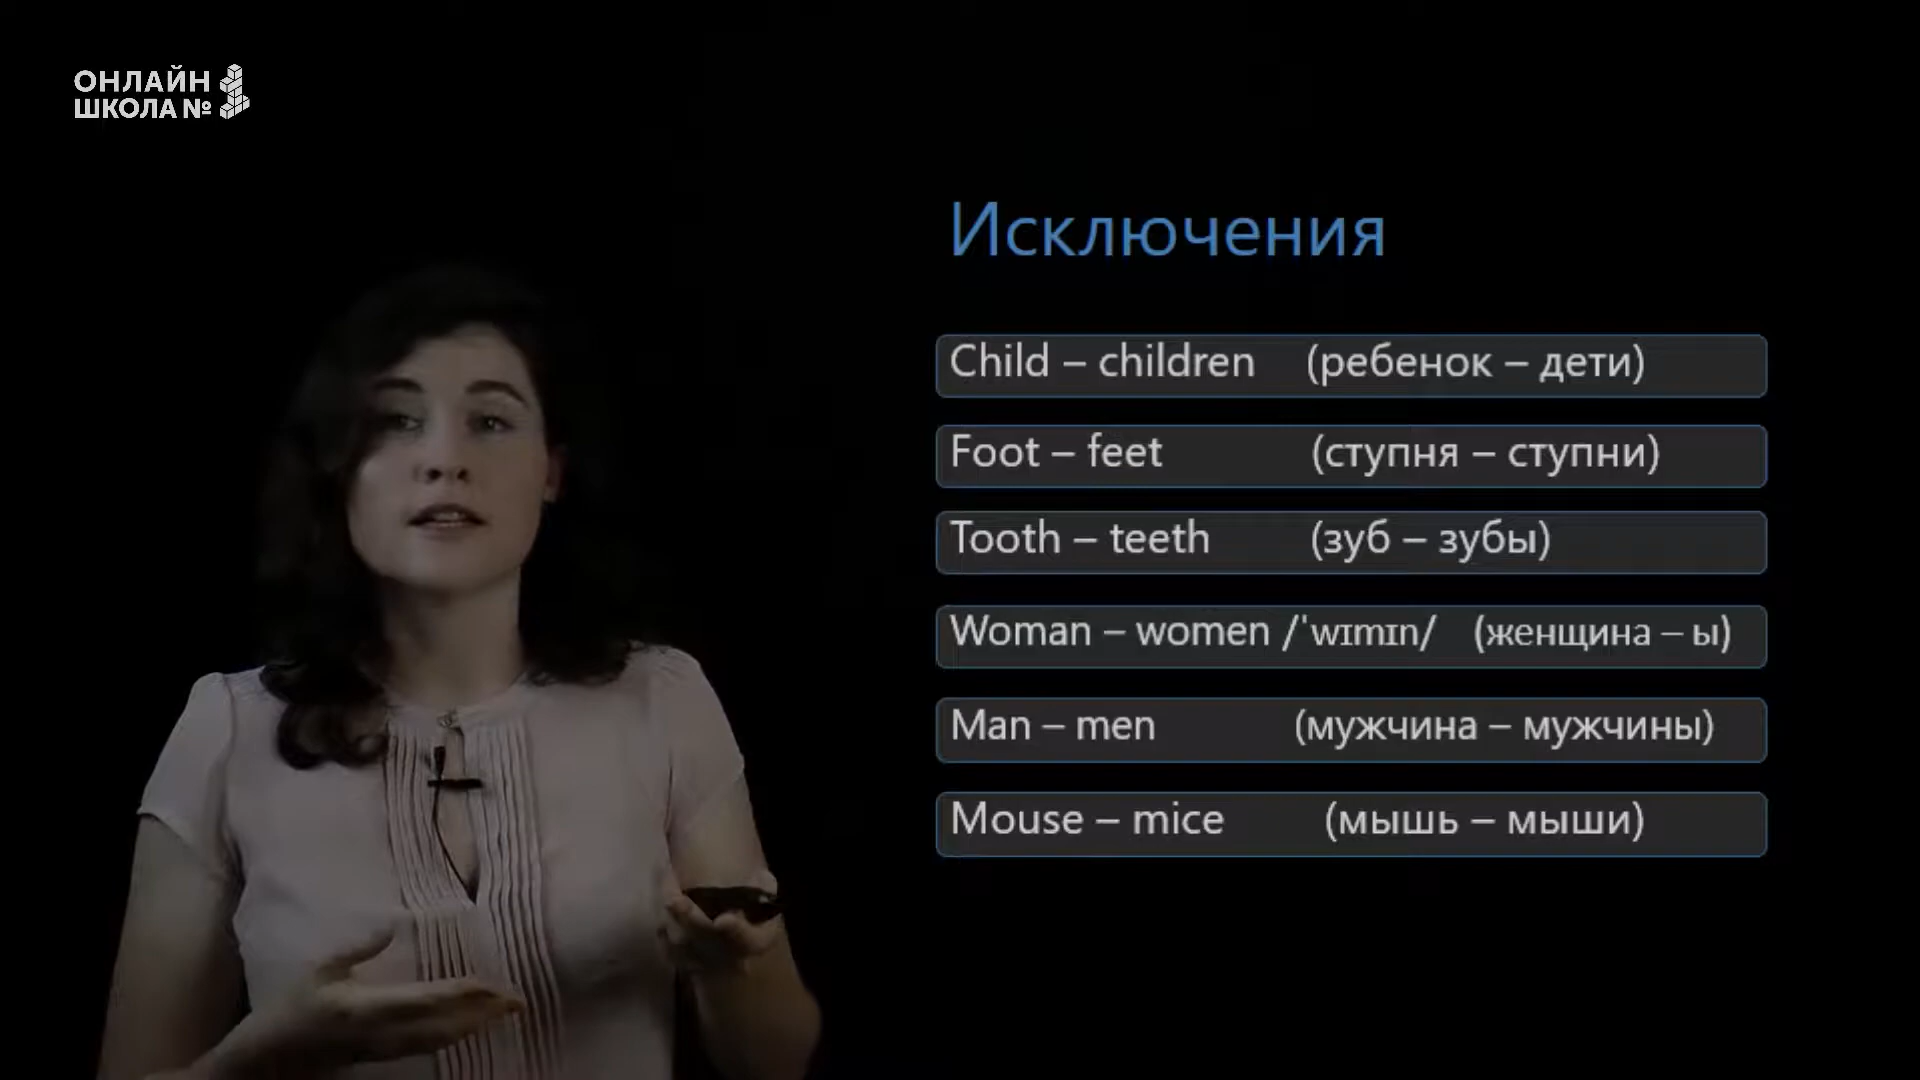 ОНЛАЙН
ШКОЛА №
Исключения
Child – children (ребенок – дети)
Foot – feet (ступня – ступни)
Tooth – teeth (зуб – зубы)
Woman – women /ˈwɪmɪn/ (женщина – ы)
Man – men (мужчина – мужчины)
Mouse – mice (мышь – мыши)